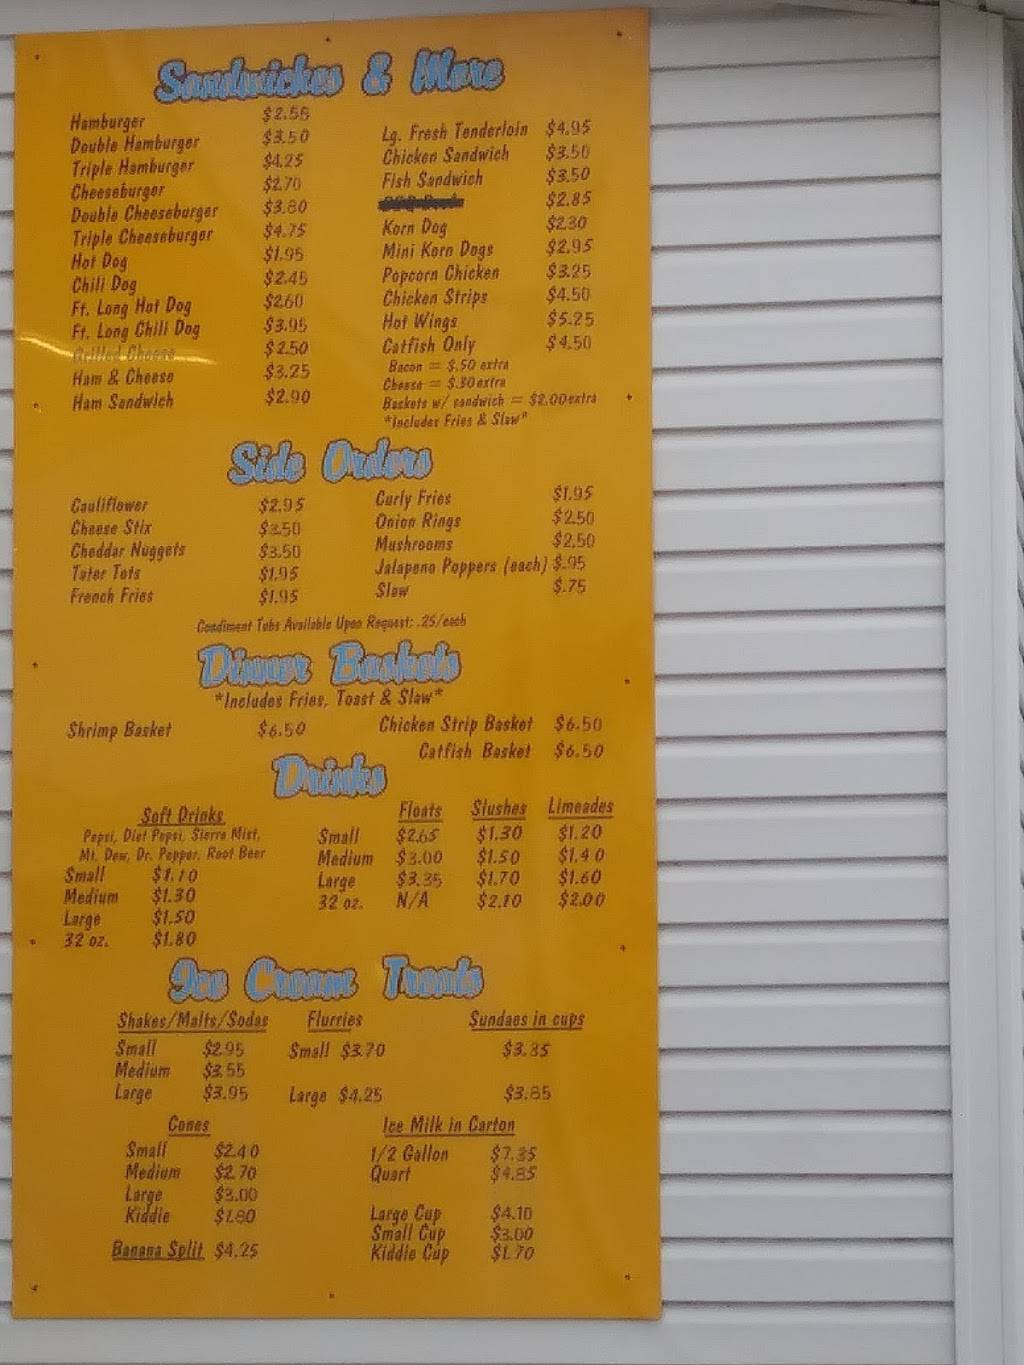 Sandwiches & More
Hamburger $2.55
Double Hamburger $3.50
Triple Hamburger $4.25
Cheeseburger $2.70
Double Cheeseburger $3.80
Triple Cheeseburger $4.75
Hot Dog $1.95
Chili Dog $2.45
Ft. Long Hot Dog $2.60
Ft. Long Chili Dog $3.95
Grilled Cheese $2.50
Ham & Cheese $3.25
Ham Sandwich $2.90
Lg. Fresh Tenderloin $4.95
Chicken Sandwich $3.50
Fish Sandwich $3.50
$2.85
Korn Dog $2.30
Mini Korn Dogs $2.95
Popcorn Chicken $3.25
Chicken Strips $4.50
Hot Wings $5.25
Catfish Only $4.50
Bacon = $.50 extra
Cheese = $.30 extra
Baskets w/ sandwich = $2.00 extra
*Includes Fries & Slaw*
Side Orders
Cauliflower $2.95
Cheese Stix $3.50
Cheddar Nuggets $3.50
Tater Tots $1.95
French Fries $1.95
Curly Fries $1.95
Onion Rings $2.50
Mushrooms $2.50
Jalapeno Poppers (each) $.95
Slaw $.75
Condiment Tubs Available Upon Request: .25/each
Dinner Baskets
*Includes Fries, Toast & Slaw*
Shrimp Basket $6.50
Chicken Strip Basket $6.50
Catfish Basket $6.50
Drinks
Soft Drinks
Pepsi, Diet Pepsi, Sierra Mist,
Mt. Dew, Dr. Pepper, Root Beer
Small $1.10
Medium $1.30
Large $1.50
32 oz. $1.80
Floats Slushes Limeades
Small $2.65 $1.30 $1.20
Medium $3.00 $1.50 $1.40
Large $3.35 $1.70 $1.60
32 oz. N/A $2.10 $2.00
Ice Cream Treats
Shakes/Malts/Sodas Flurries Sundaes in cups
Small $2.95 Small $3.70 $3.35
Medium $3.55
Large $3.95 Large $4.25 $3.85
Cones
Small $2.40
Medium $2.70
Large $3.00
Kiddie $1.80
Banana Split $4.25
Ice Milk in Carton
1/2 Gallon $7.35
Quart $4.85
Large Cup $4.10
Small Cup $3.00
Kiddie Cup $1.70